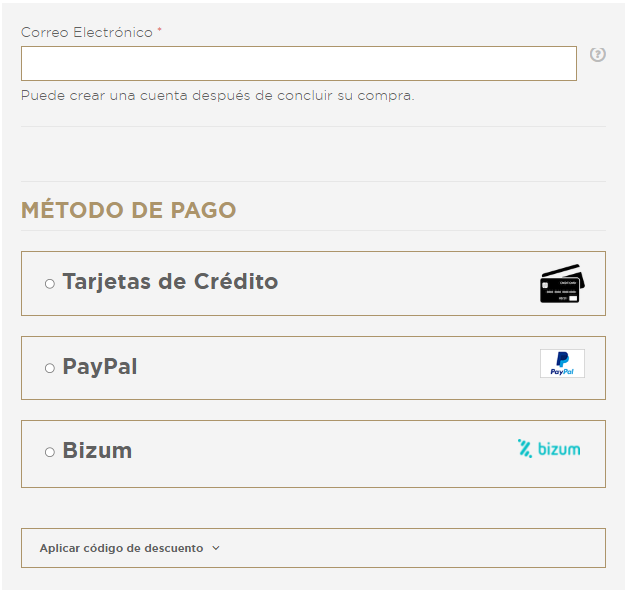 Correo Electrónico *
?
Puede crear una cuenta después de concluir su compra.
MÉTODO DE PAGO
Tarjetas de Crédito
PayPal
PayPal
Bizum
bizum
Aplicar código de descuento